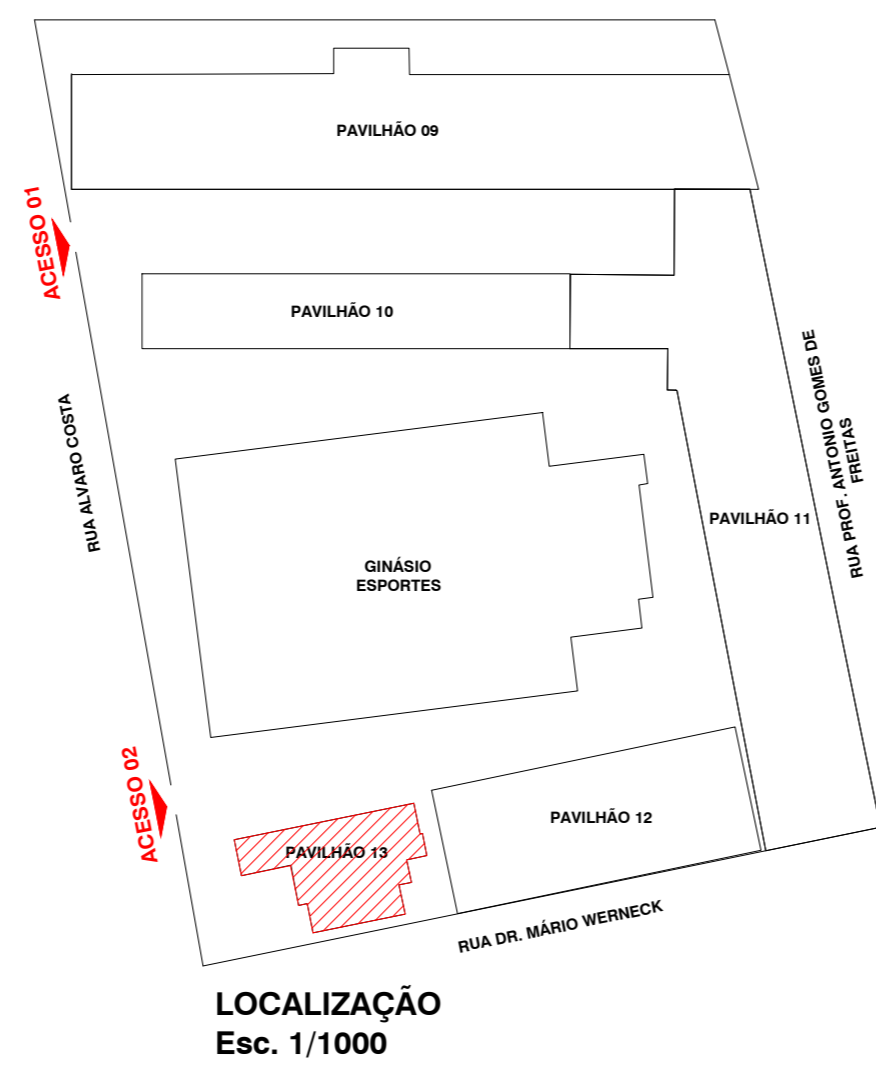 PAVILHÃO 09
ACESSO 01
PAVILHÃO 10
RUA ALVARO COSTA
RUA PROF. ANTONIO GOMES DE
FREITAS
PAVILHÃO 11
GINÁSIO
ESPORTES
ACESSO 02
PAVILHÃO 12
PAVILHÃO 13
RUA DR. MÁRIO WERNECK
LOCALIZAÇÃO
Esc. 1/1000